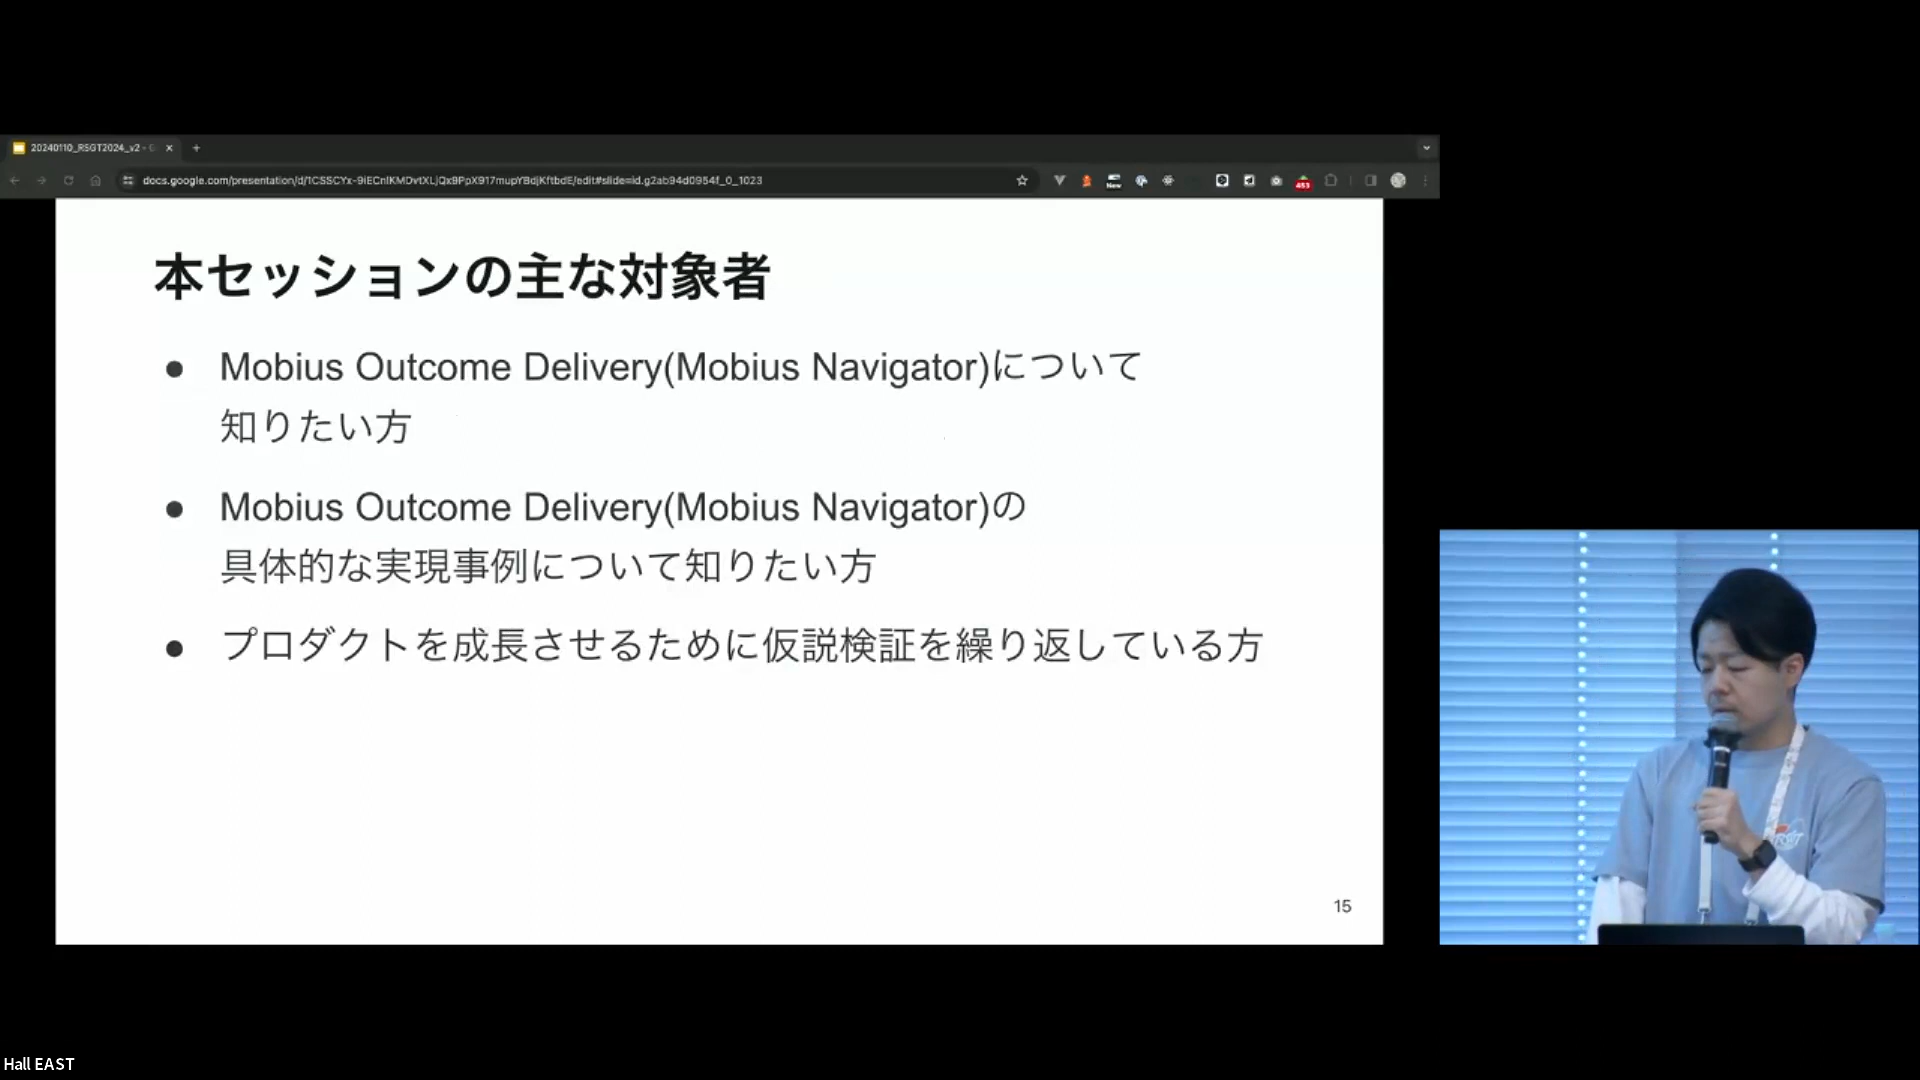 20240110_RSGT2024_v2 - G
docs.google.com/presentation/d/1CSSCYx-9iECnlKMDvtXLjQx9PpX917mupYBdjKftbdE/edit#slide=id.g2ab94d0954f_0_1023
New
453
本セッションの主な対象者
● Mobius Outcome Delivery(Mobius Navigator)について
知りたい方
● Mobius Outcome Delivery(Mobius Navigator)の
具体的な実現事例について知りたい方
● プロダクトを成長させるために仮説検証を繰り返している方
15
Hall EAST